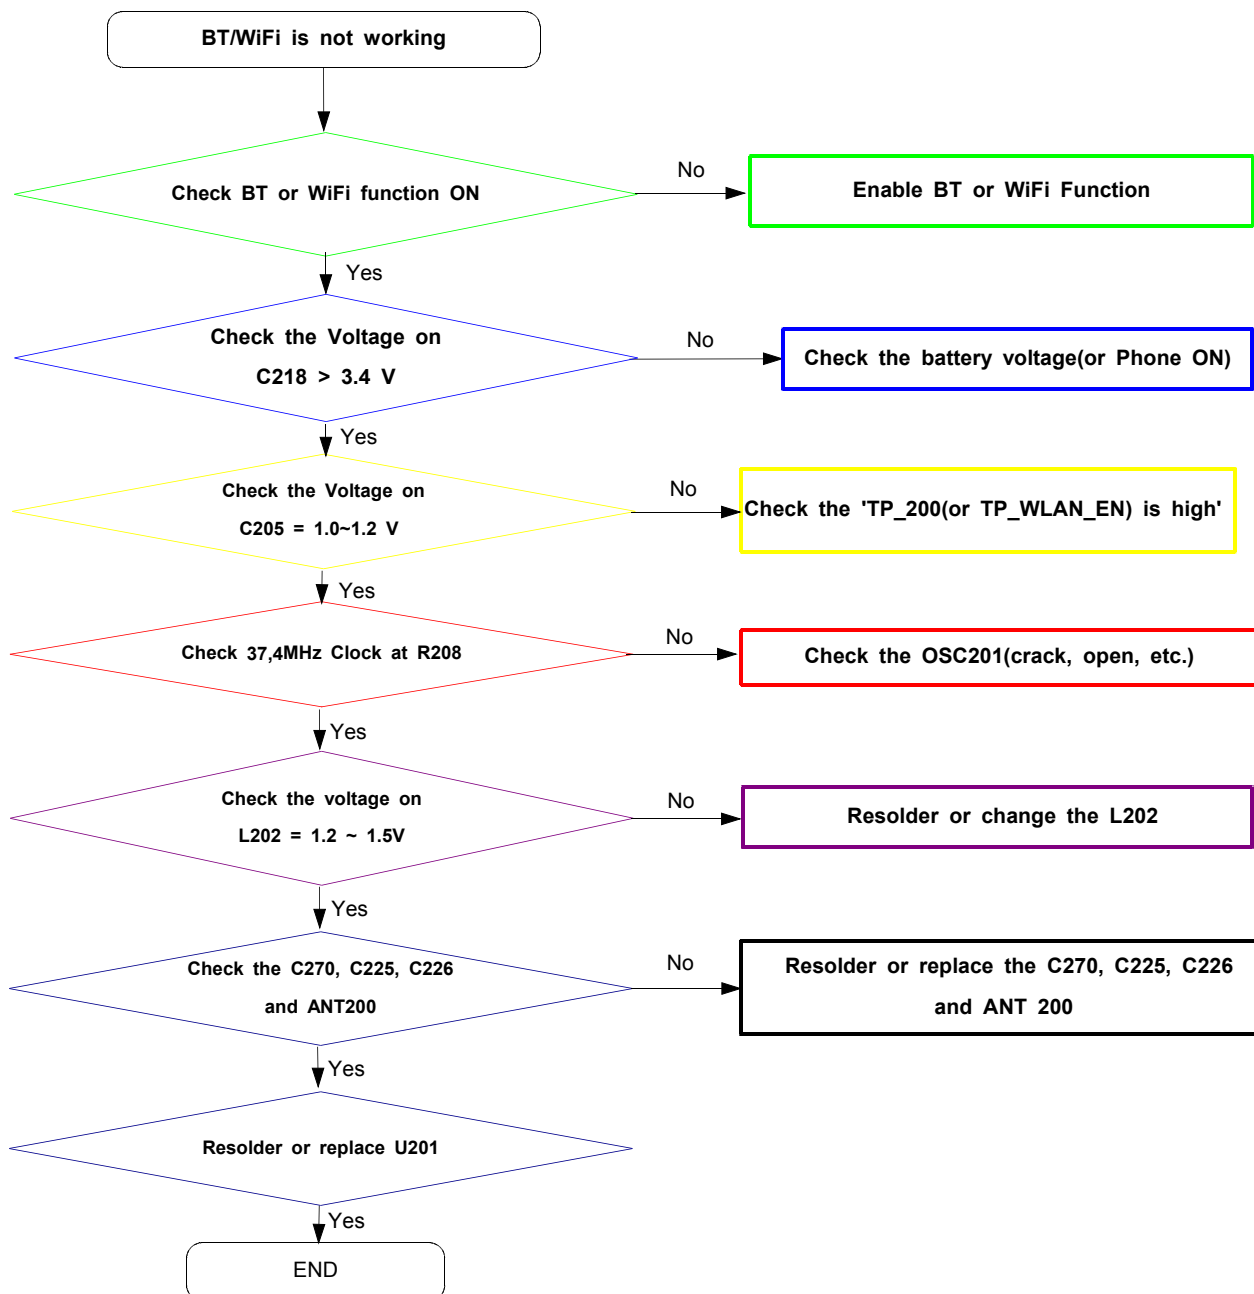 BT/WiFi is not working
Check BT or WiFi function ON
No
Enable BT or WiFi Function
Yes
Check the Voltage on
C218 > 3.4 V
No
Check the battery voltage(or Phone ON)
Yes
Check the Voltage on
C205 = 1.0~1.2 V
No
Check the 'TP_200(or TP_WLAN_EN) is high'
Yes
Check 37,4MHz Clock at R208
No
Check the OSC201(crack, open, etc.)
Yes
Check the voltage on
L202 = 1.2 ~ 1.5V
No
Resolder or change the L202
Yes
Check the C270, C225, C226
and ANT200
No
Resolder or replace the C270, C225, C226
and ANT 200
Yes
Resolder or replace U201
Yes
END